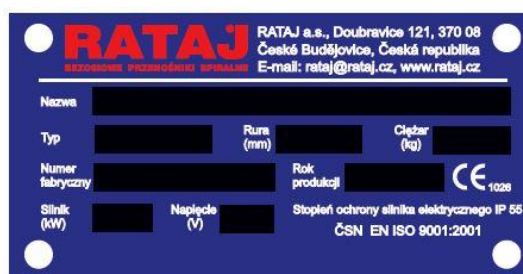 RATAJ
BEZOSIOWE PRZENOŚNIKI SPIRALNE
RATAJ a.s., Doubravice 121, 370 08
České Budějovice, Česká republika
E-mail: rataj@rataj.cz, www.rataj.cz
Nazwa
Typ
Rura
(mm)
Ciężar
(kg)
Numer
fabryczny
Rok
produkcji
CE 1026
Silnik
(kW)
Napięcie
(V)
Stopień ochrony silnika elektrycznego IP 55
ČSN EN ISO 9001:2001